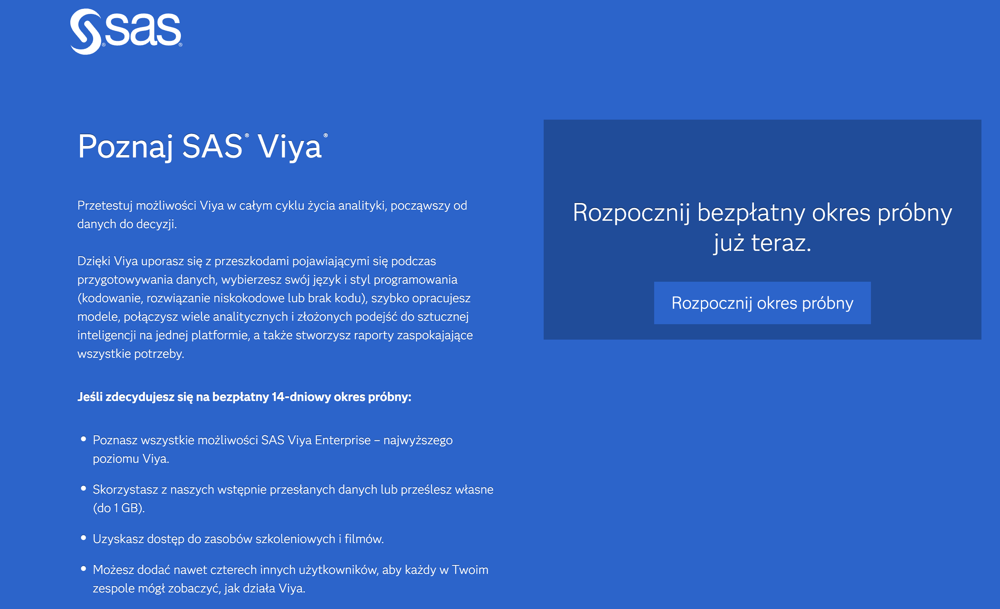 sas
Poznaj SAS® Viya®
Przetestuj możliwości Viya w całym cyklu życia analityki, począwszy od
danych do decyzji.
Dzięki Viya uporasz się z przeszkodami pojawiającymi się podczas
przygotowywania danych, wybierzesz swój język i styl programowania
(kodowanie, rozwiązanie niskokodowe lub brak kodu), szybko opracujesz
modele, połączysz wiele analitycznych i złożonych podejść do sztucznej
inteligencji na jednej platformie, a także stworzysz raporty zaspokajające
wszystkie potrzeby.
Jeśli zdecydujesz się na bezpłatny 14-dniowy okres próbny:
• Poznasz wszystkie możliwości SAS Viya Enterprise – najwyższego
poziomu Viya.
• Skorzystasz z naszych wstępnie przesłanych danych lub prześlesz własne
(do 1 GB).
• Uzyskasz dostęp do zasobów szkoleniowych i filmów.
• Możesz dodać nawet czterech innych użytkowników, aby każdy w Twoim
zespole mógł zobaczyć, jak działa Viya.
Rozpocznij bezpłatny okres próbny
już teraz.
Rozpocznij okres próbny